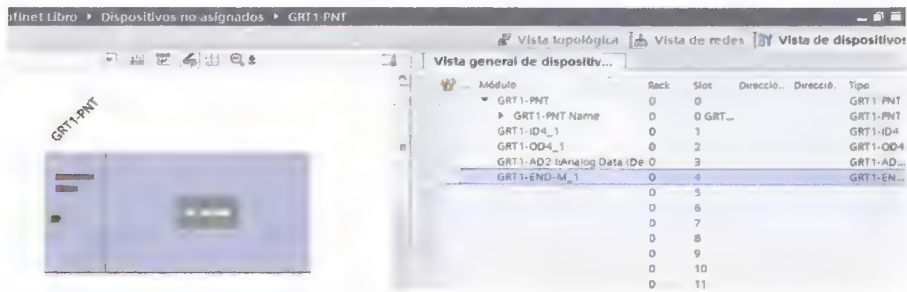 ofinet Libro ▸ Dispositivos no asignados ▸ GRT1-PNT
Vista topológica Vista de redes Vista de dispositivos
Vista general de dispositiv...
... Módulo Rack Slot Direcció... Direcció... Tipo
GRT1-PNT 0 0 GRT1-PNT
GRT1-PNT Name 0 0 GRT... GRT1-PNT
GRT1-ID4_1 0 1 GRT1-ID4
GRT1-OD4_1 0 2 GRT1-OD4
GRT1-AD2 (Analog Data (De 0 3 GRT1-AD...
GRT1-END-M_1 0 4 GRT1-EN...
0 5
0 6
0 7
0 8
0 9
0 10
0 11
GRT1-PNT